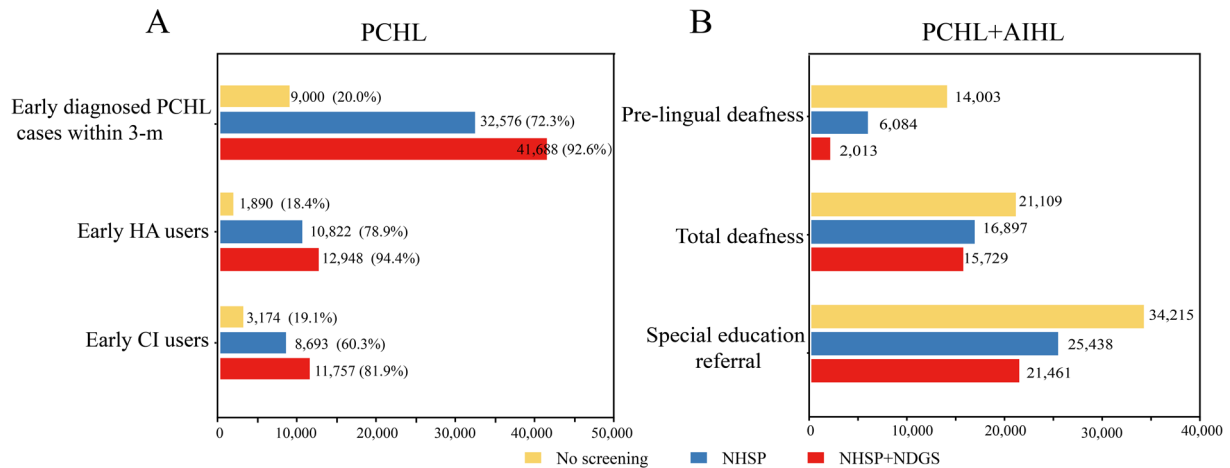 A
PCHL
Early diagnosed PCHL
cases within 3-m
9,000 (20.0%)
32,576 (72.3%)
41,688 (92.6%)
Early HA users
1,890 (18.4%)
10,822 (78.9%)
12,948 (94.4%)
Early CI users
3,174 (19.1%)
8,693 (60.3%)
11,757 (81.9%)
0 10,000 20,000 30,000 40,000 50,000
B
PCHL+AIHL
Pre-lingual deafness
14,003
6,084
2,013
Total deafness
21,109
16,897
15,729
Special education
referral
34,215
25,438
21,461
0 10,000 20,000 30,000 40,000
No screening NHSP NHSP+NDGS